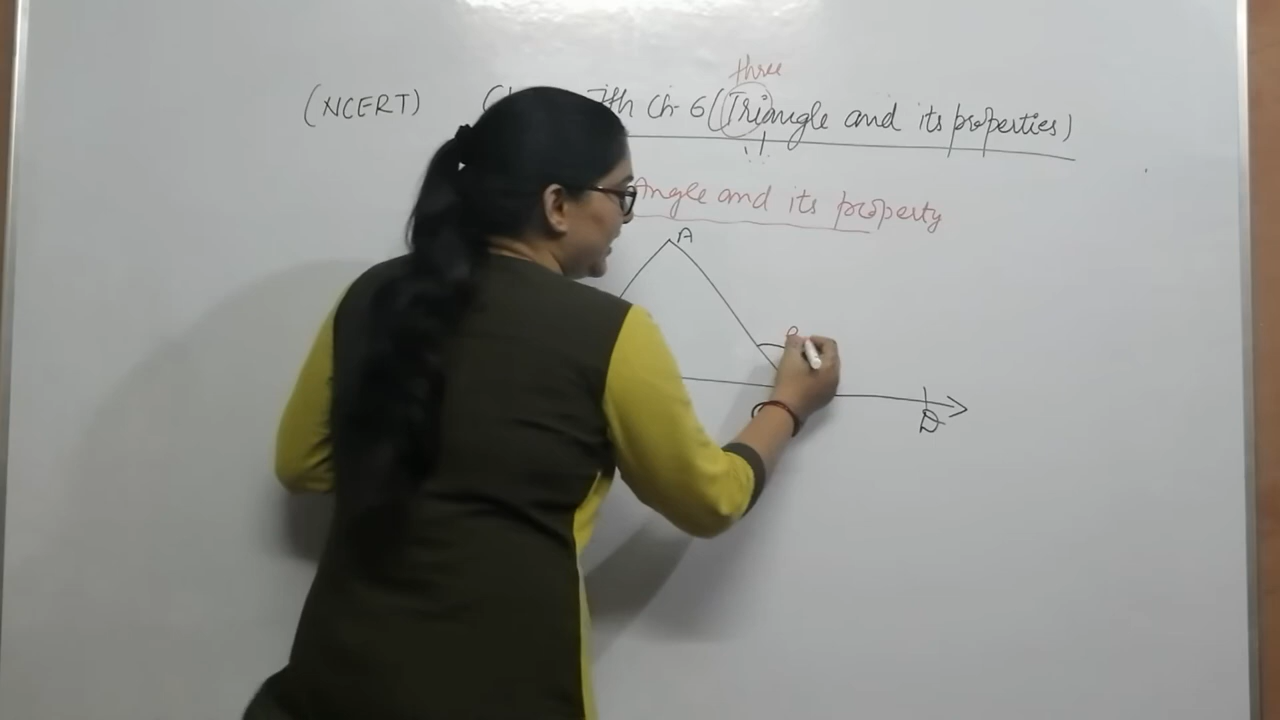 three
(NCERT) 7th Ch- 6 (Triangle and its properties)
Angle and its property
A
D